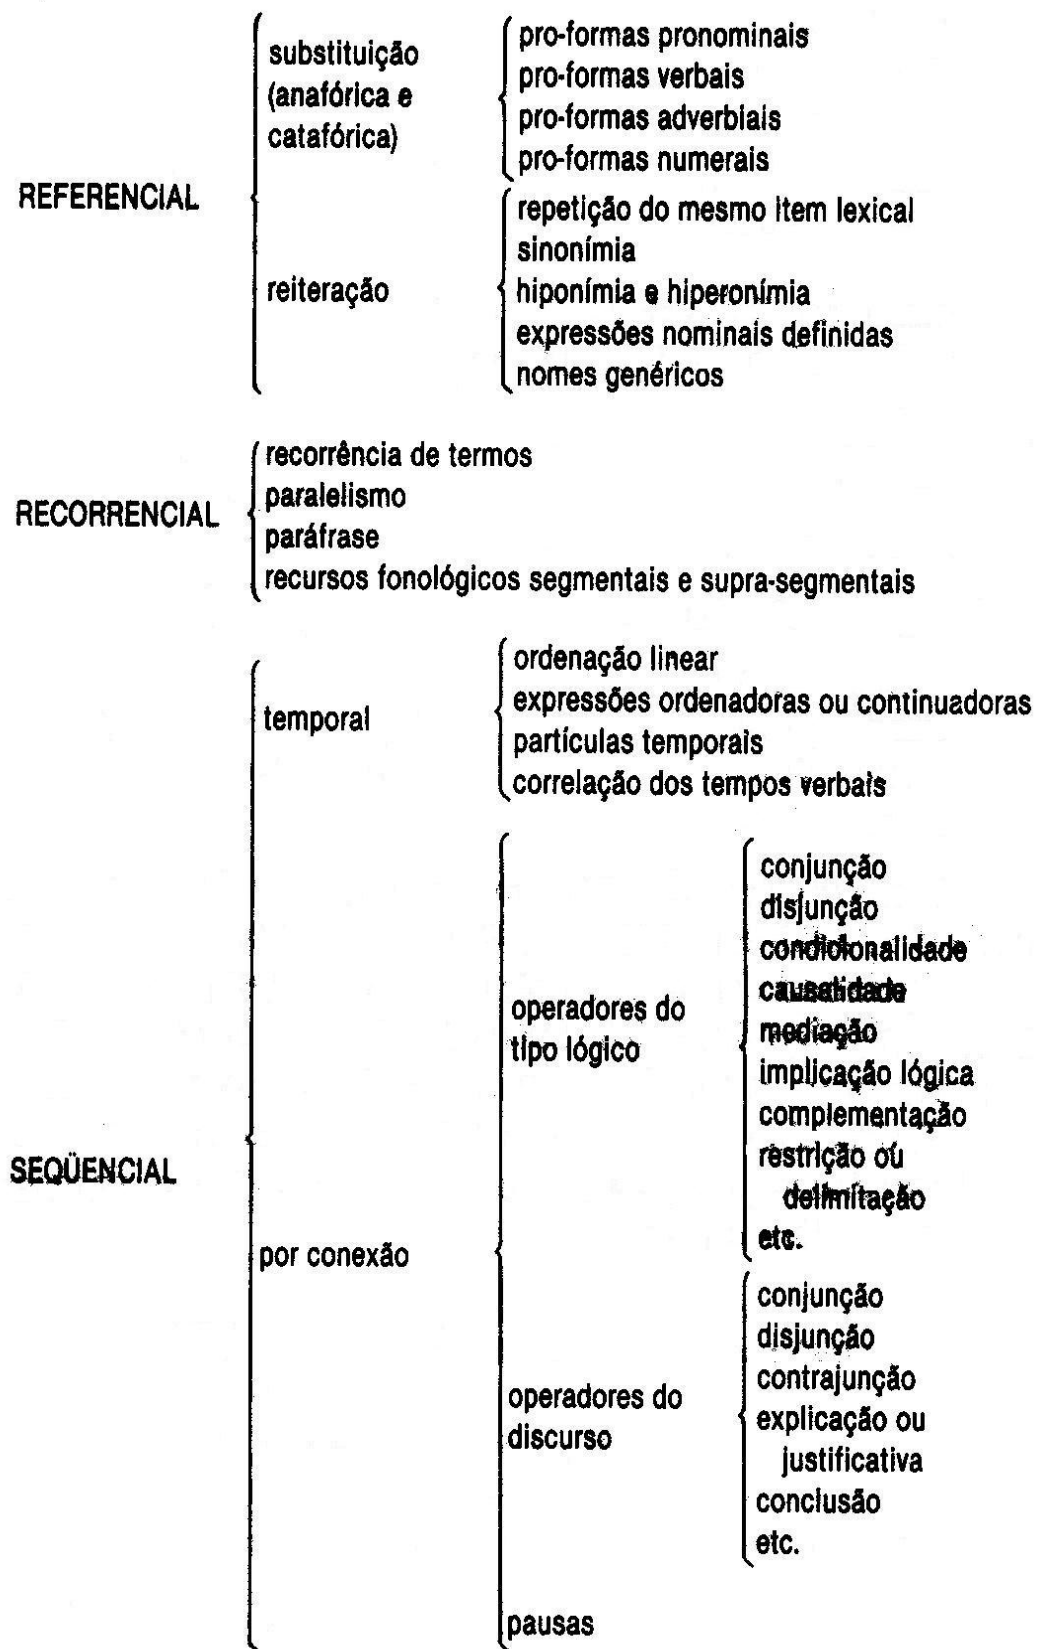 substituição
(anafórica e
catafórica)
pro-formas pronominais
pro-formas verbais
pro-formas adverbiais
pro-formas numerais
REFERENCIAL
reiteração
repetição do mesmo item lexical
sinonímia
hiponímia e hiperonímia
expressões nominais definidas
nomes genéricos
RECORRENCIAL
recorrência de termos
paralelismo
paráfrase
recursos fonológicos segmentais e supra-segmentais
SEQÜENCIAL
temporal
ordenação linear
expressões ordenadoras ou continuadoras
partículas temporais
correlação dos tempos verbais
por conexão
operadores do
tipo lógico
conjunção
disjunção
condicionalidade
causalidade
mediação
implicação lógica
complementação
restrição ou
delimitação
etc.
operadores do
discurso
conjunção
disjunção
contrajunção
explicação ou
justificativa
conclusão
etc.
pausas